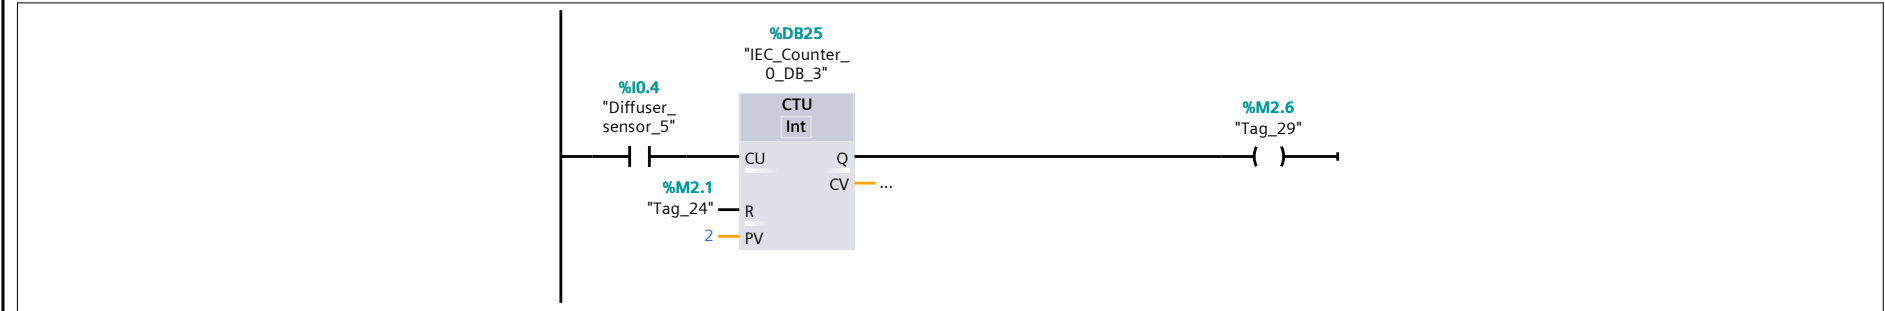 %DB25
"IEC_Counter_
0_DB_3"
%I0.4
"Diffuser_
sensor_5"
CTU
Int
%M2.6
"Tag_29"
CU
Q
CV
...
%M2.1
"Tag_24"
R
2
PV